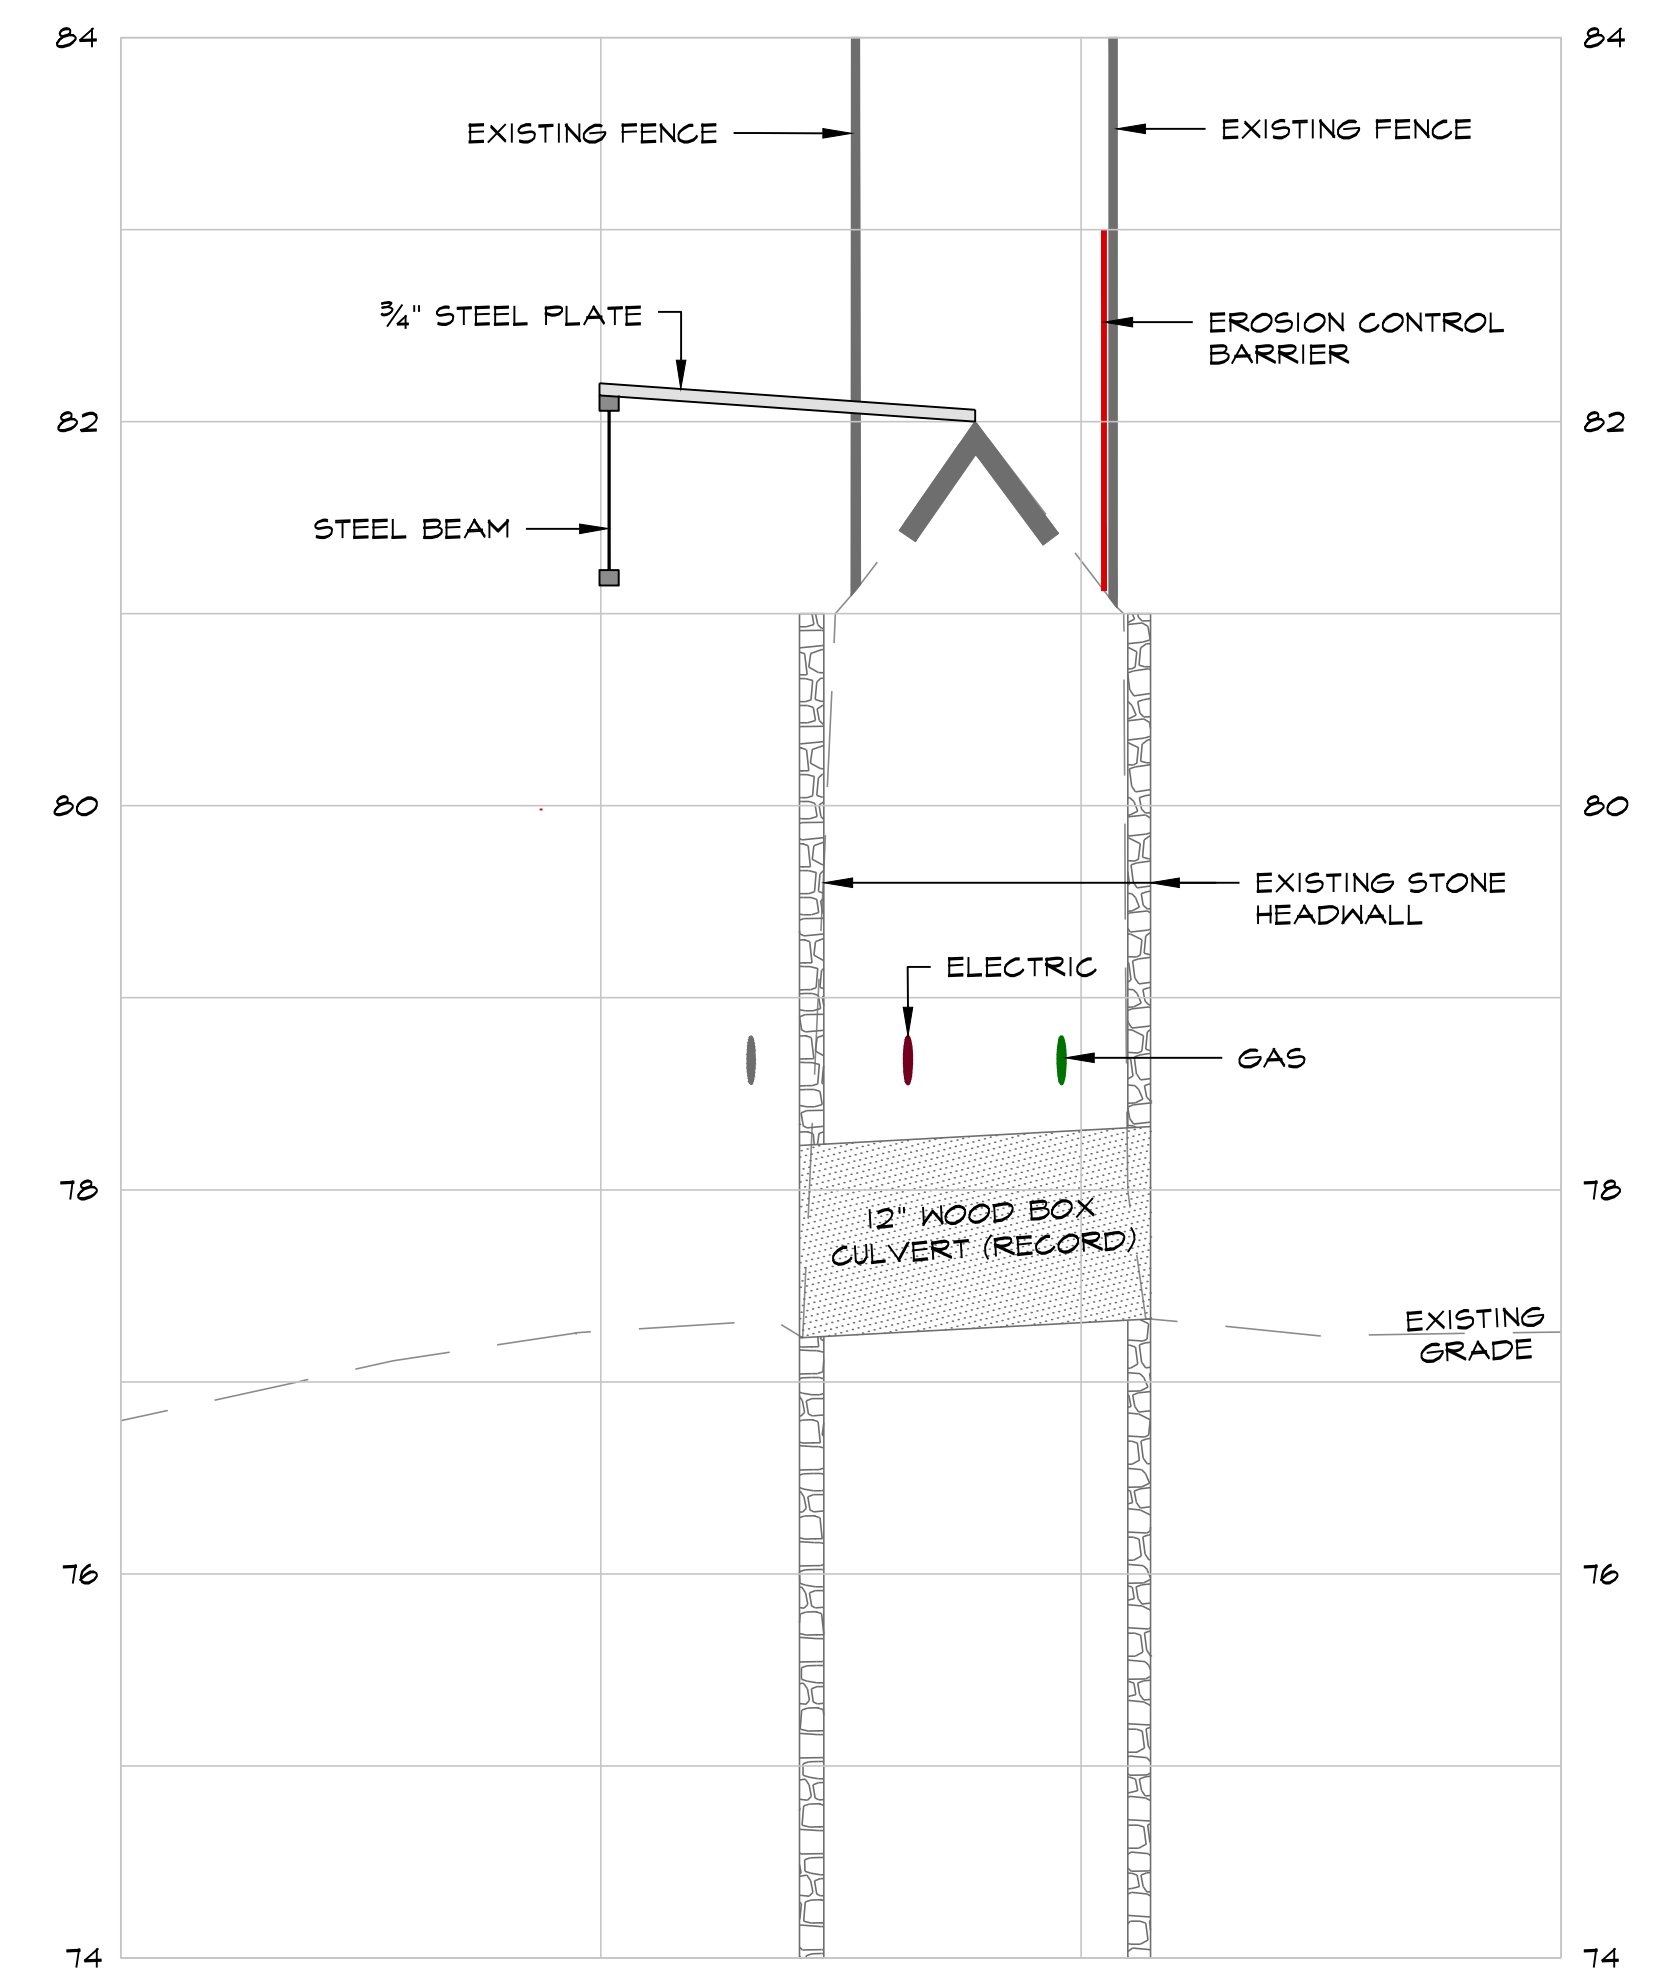 84
84
EXISTING FENCE
EXISTING FENCE
¾" STEEL PLATE
EROSION CONTROL
BARRIER
82
82
STEEL BEAM
80
80
EXISTING STONE
HEADWALL
ELECTRIC
GAS
78
78
12" WOOD BOX
CULVERT (RECORD)
EXISTING
GRADE
76
76
74
74